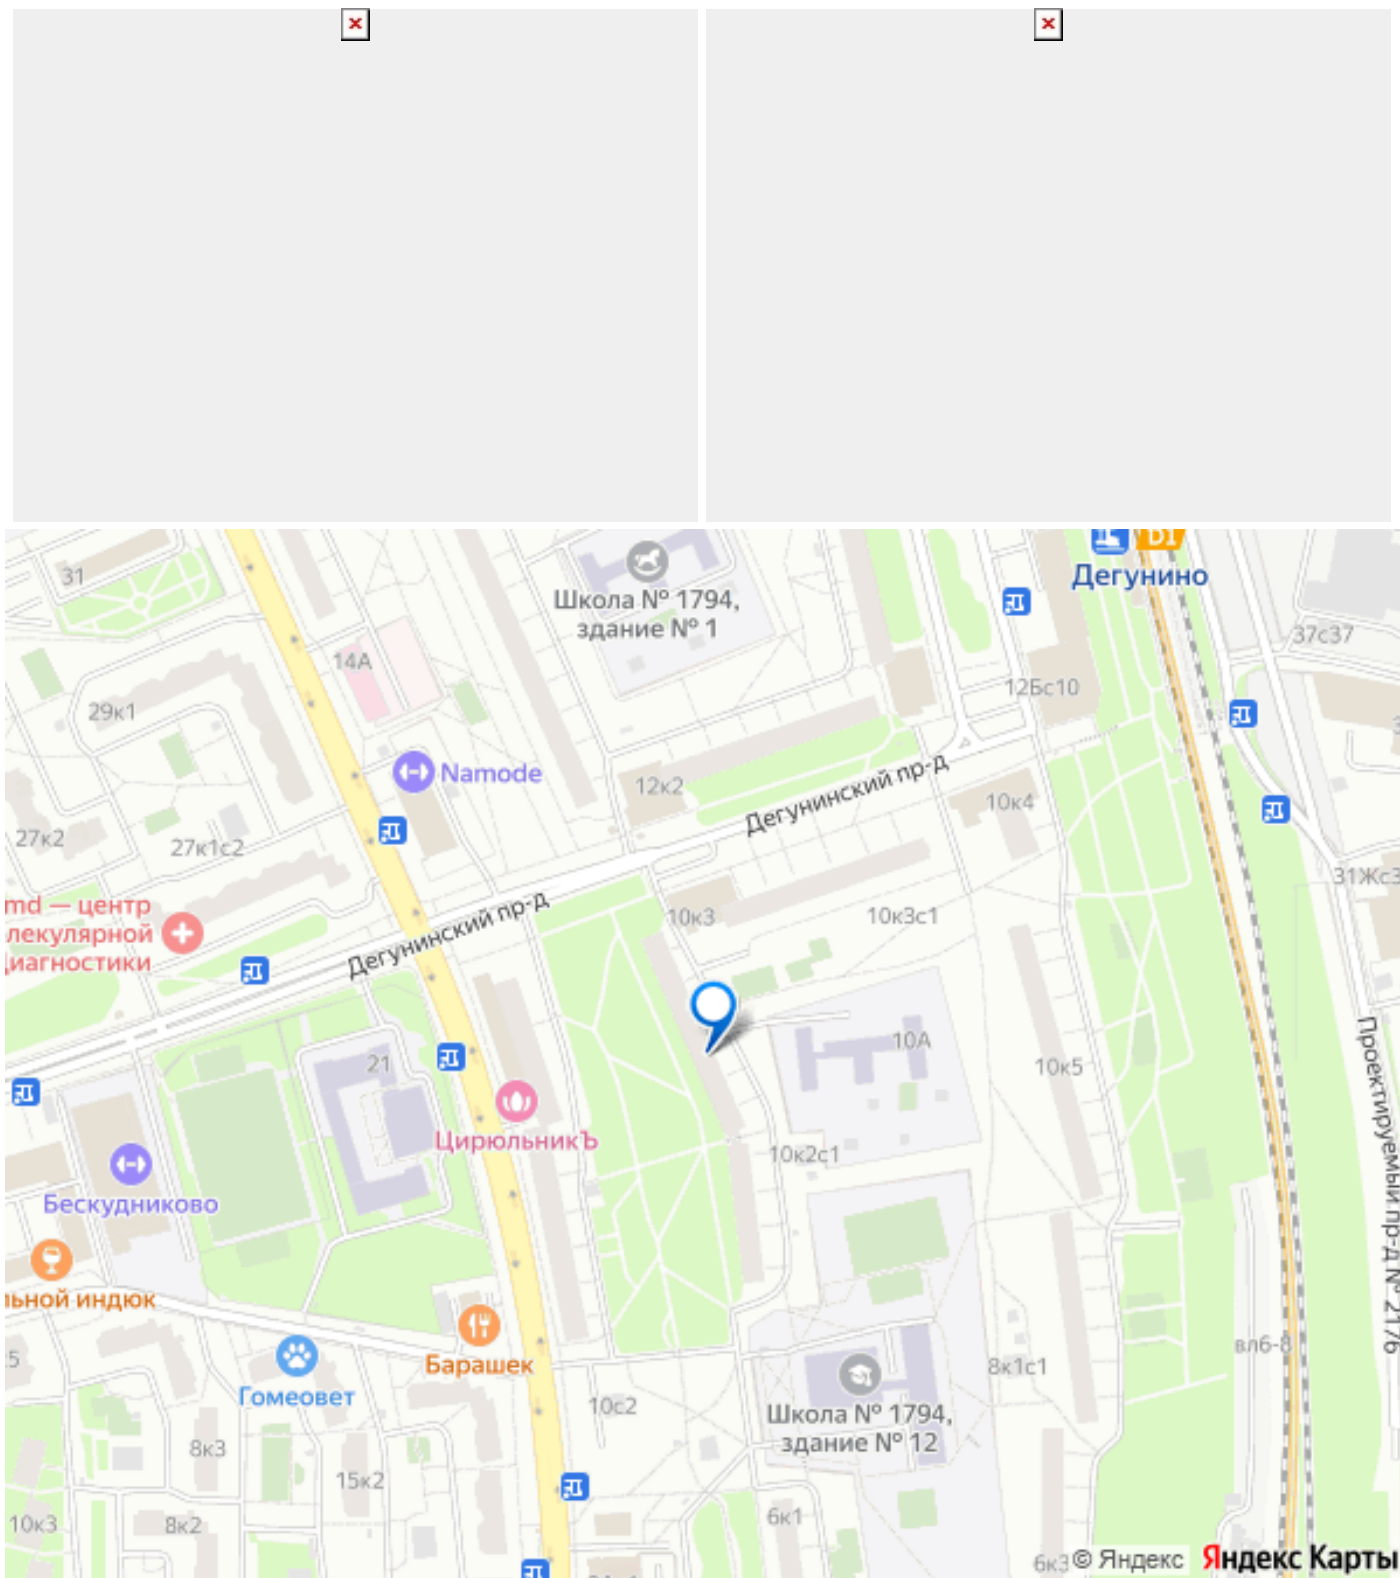 D1
Дегунино
31
Школа № 1794,
здание № 1
37с37
14А
12Бс10
29к1
Namode
12к2
Дегунинский пр-д
10к4
27к2
27к1с2
31Жс3
md — центр
лекулярной
диагностики
10к3
10к3с1
Дегунинский пр-д
21
10А
10к5
Проектируемый пр-д № 2176
ЦирюльникЪ
10к2с1
Бескудниково
ьной индюк
Барашек
5
Гомеовет
вл6-8
8к1с1
10с2
Школа № 1794,
здание № 12
8к3
15к2
10к3
8к2
6к1
6к3
© Яндекс
Яндекс Карты